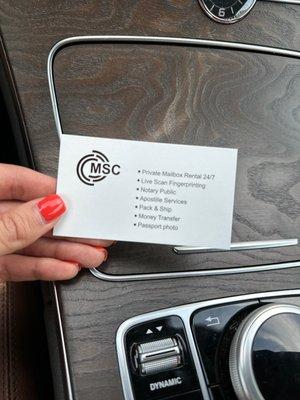 6
MSC
• Private Mailbox Rental 24/7
• Live Scan Fingerprinting
• Notary Public
• Apostille Services
• Pack & Ship
• Money Transfer
• Passport photo
DYNAMIC